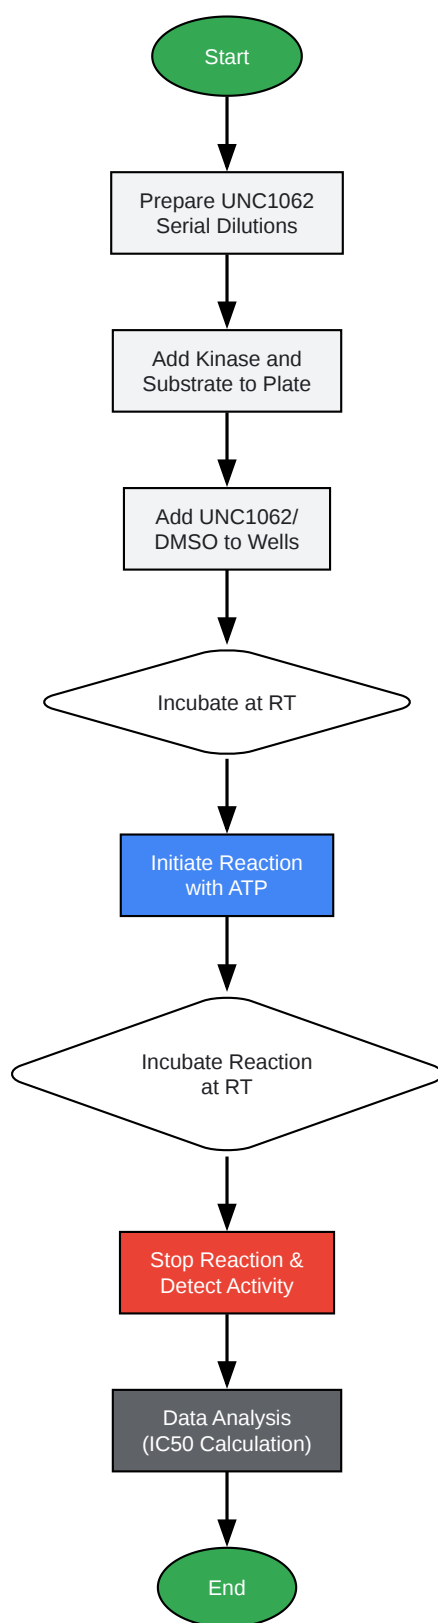 Start
Prepare UNC1062
Serial Dilutions
Add Kinase and
Substrate to Plate
Add UNC1062/
DMSO to Wells
Incubate at RT
Initiate Reaction
with ATP
Incubate Reaction
at RT
Stop Reaction &
Detect Activity
Data Analysis
(IC50 Calculation)
End